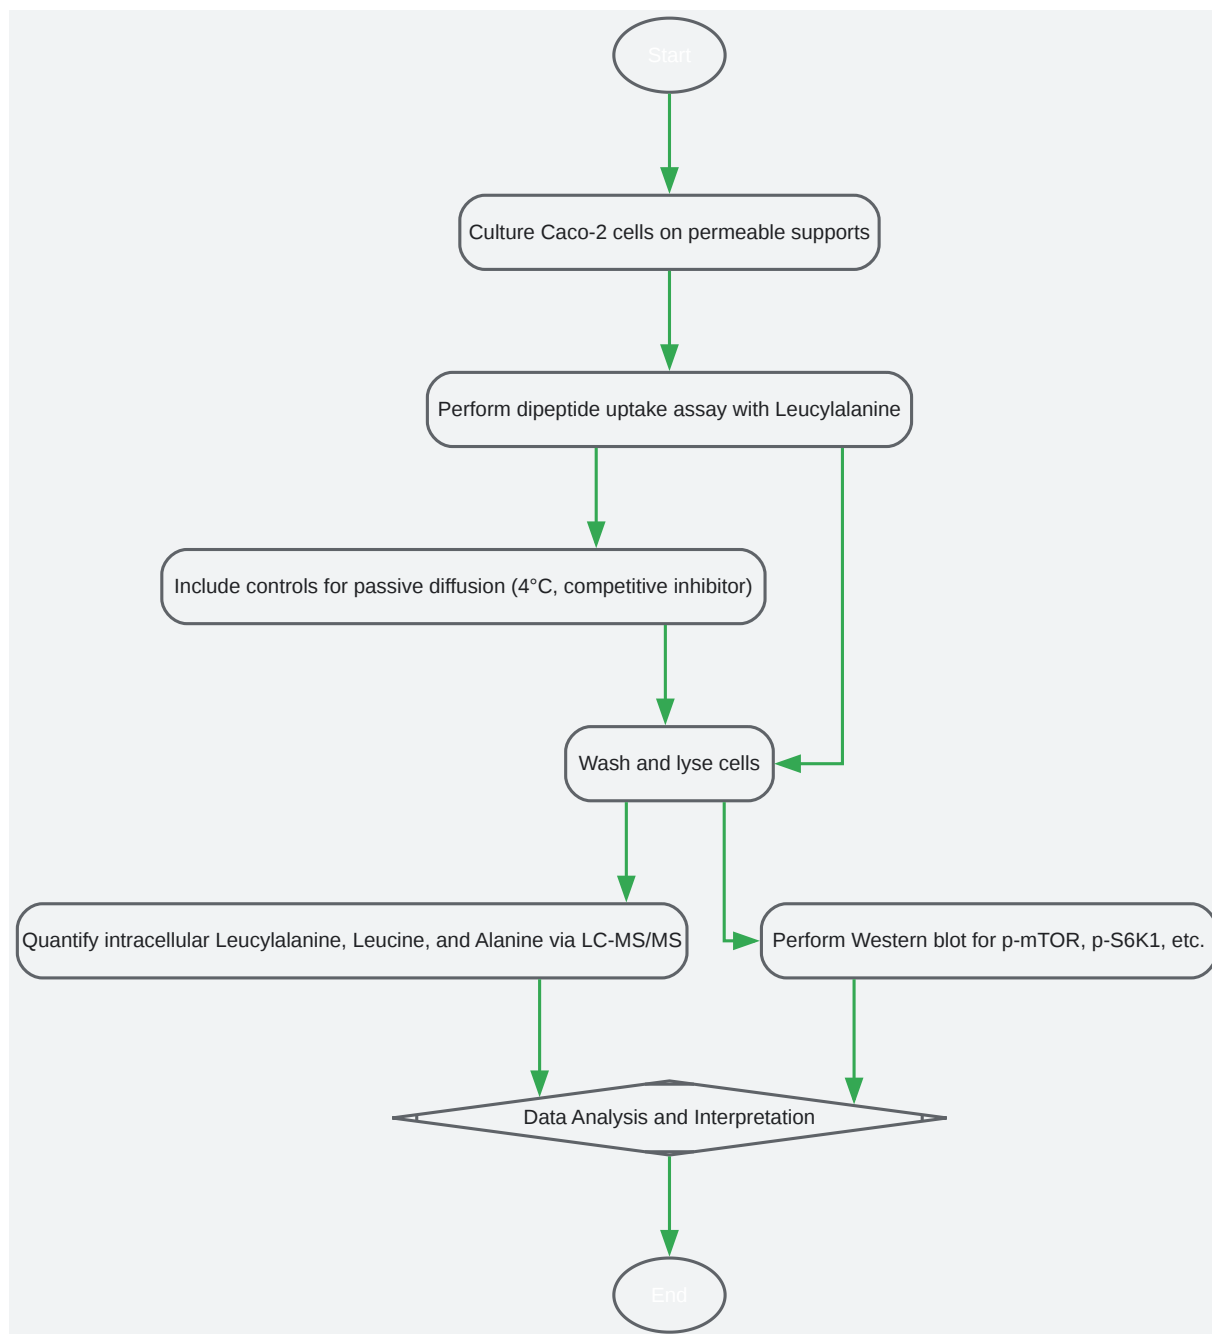 Start
Culture Caco-2 cells on permeable supports
Perform dipeptide uptake assay with Leucylalanine
Include controls for passive diffusion (4°C, competitive inhibitor)
Wash and lyse cells
Quantify intracellular Leucylalanine, Leucine, and Alanine via LC-MS/MS
Perform Western blot for p-mTOR, p-S6K1, etc.
Data Analysis and Interpretation
End